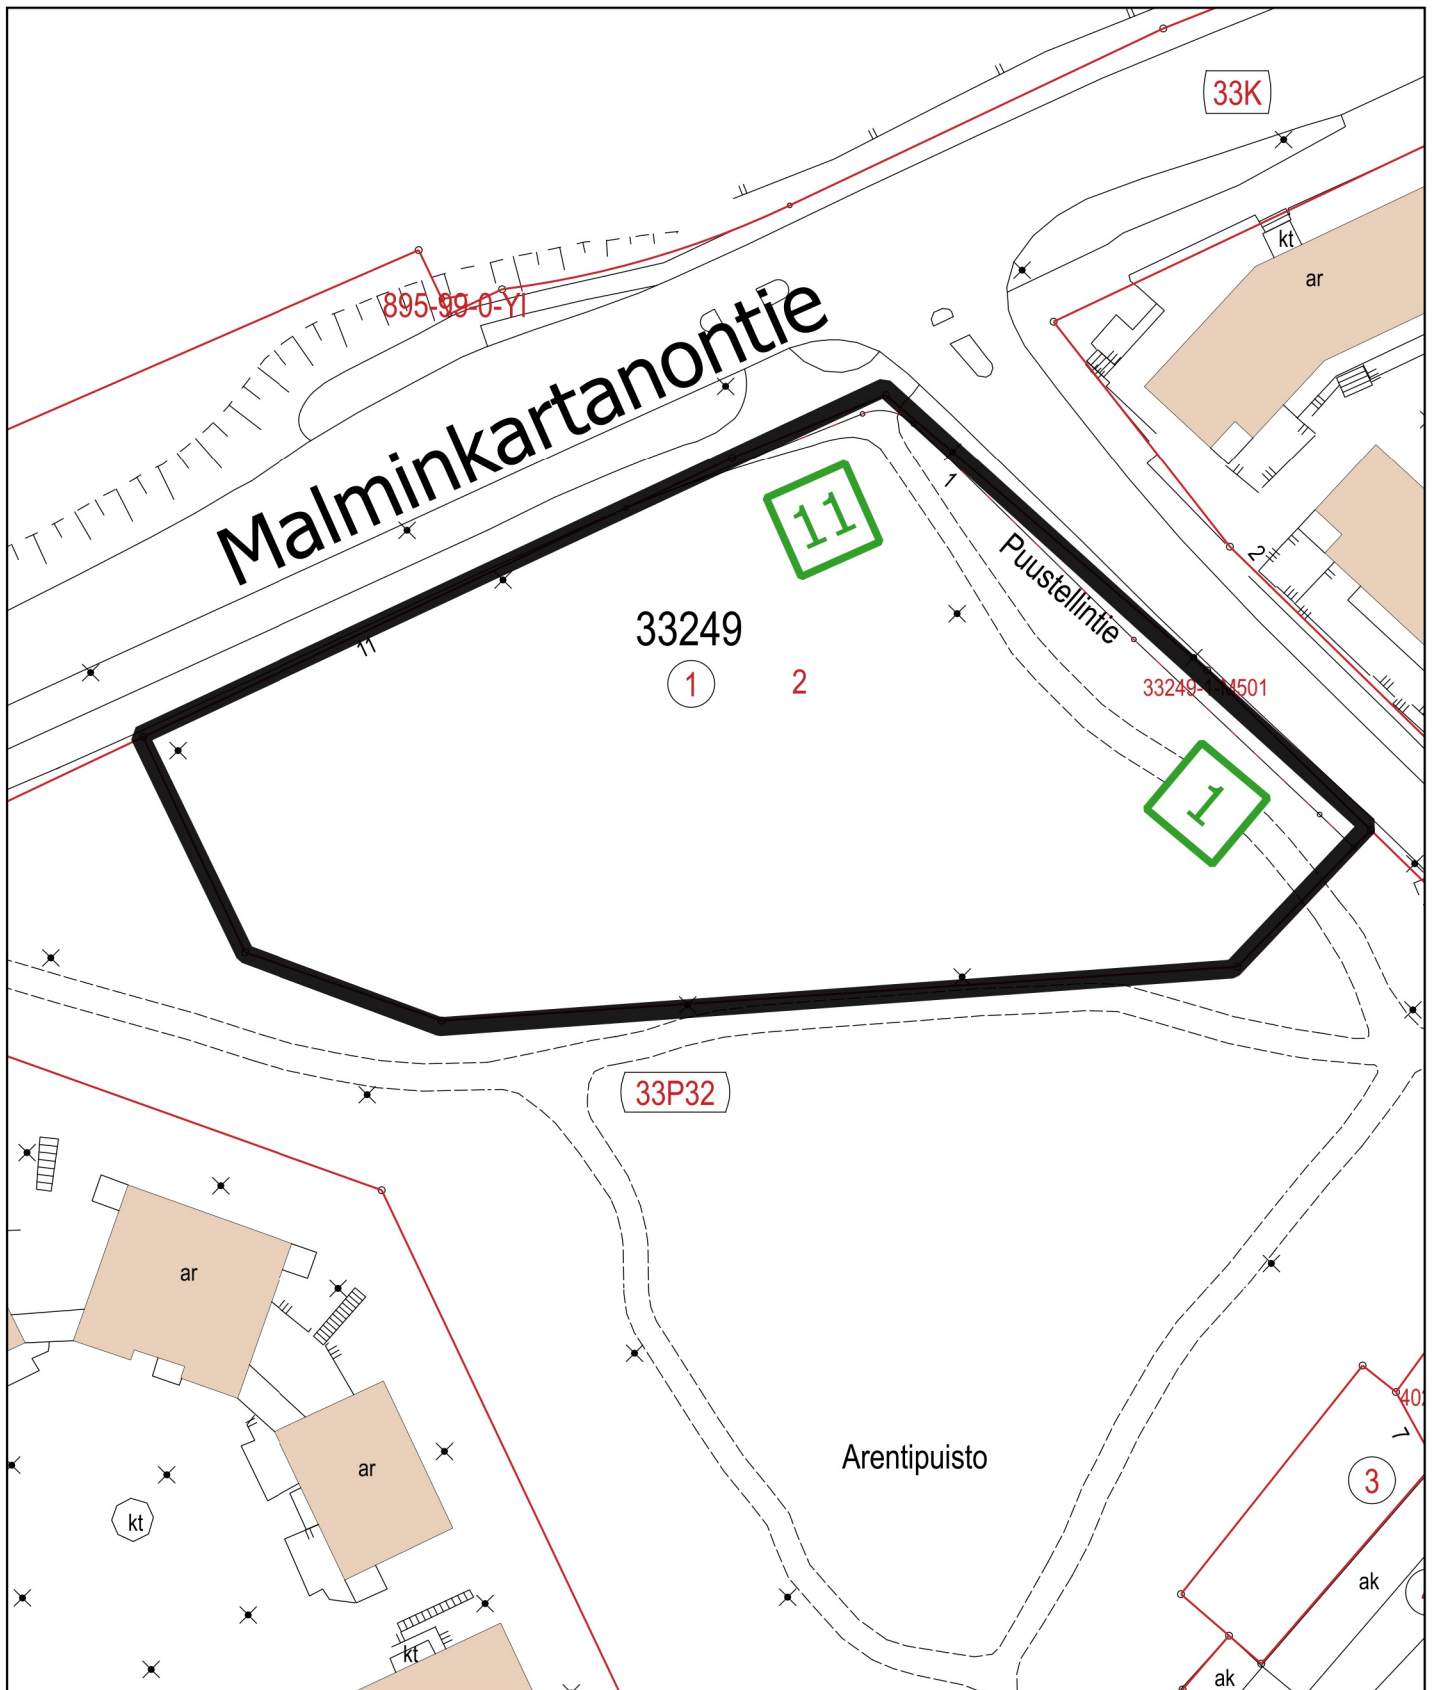 33K
kt
ar
895-99-0-YI
Malminkartanontie
11
1
2
Puustellintie
33249
11
1
2
33249-1-M501
1
33P32
ar
7
Arentipuisto
ar
3
kt
ak
kt
ak